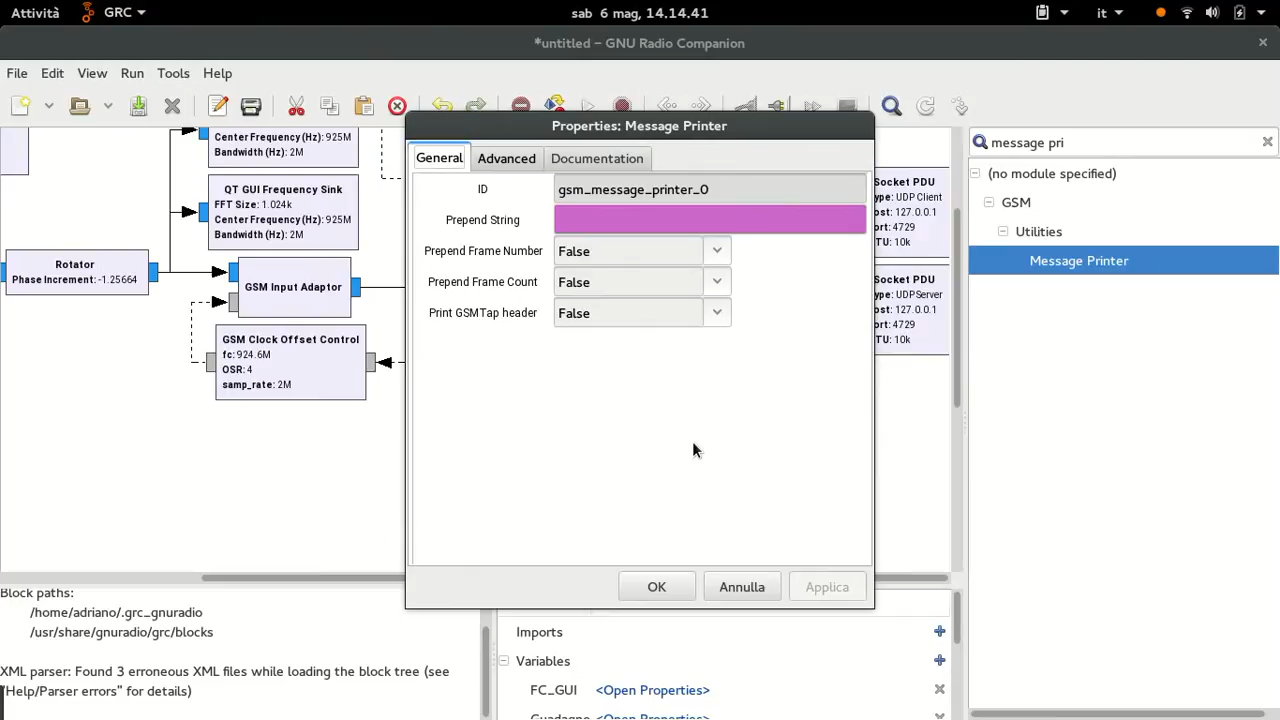 Attività GRC sab 6 mag, 14.14.41 it
*untitled – GNU Radio Companion
File Edit View Run Tools Help
Properties: Message Printer
General Advanced Documentation
ID gsm_message_printer_0
Prepend String
Prepend Frame Number False
Prepend Frame Count False
Print GSMTap header False
OK Annulla Applica
Center Frequency (Hz): 925M
Bandwidth (Hz): 2M
QT GUI Frequency Sink
FFT Size: 1.024k
Center Frequency (Hz): 925M
Bandwidth (Hz): 2M
Rotator
Phase Increment: -1.25664
GSM Input Adaptor
GSM Clock Offset Control
fc: 924.6M
OSR: 4
samp_rate: 2M
Socket PDU
ype: UDP Client
ost: 127.0.0.1
ort: 4729
TU: 10k
Socket PDU
ype: UDP Server
ost: 127.0.0.1
ort: 4729
TU: 10k
message pri
(no module specified)
GSM
Utilities
Message Printer
Block paths:
/home/adriano/.grc_gnuradio
/usr/share/gnuradio/grc/blocks
XML parser: Found 3 erroneous XML files while loading the block tree (see
"Help/Parser errors" for details)
Imports
Variables
FC_GUI <Open Properties>
Guadagno <Open Properties>